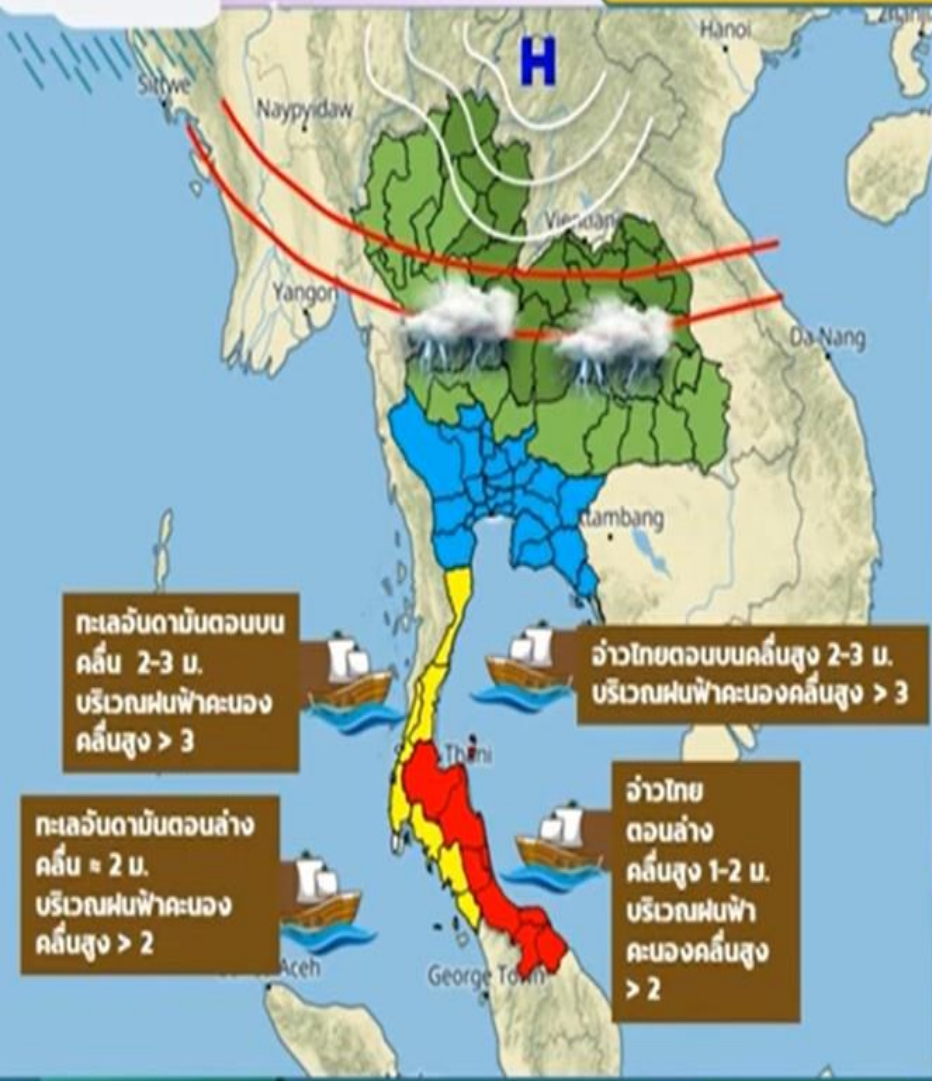 Hanoi
H
Sittwe
Naypyidaw
Yangon
Da Nang
ทะเลอันดามันตอนบน
คลื่น 2-3 ม.
บริเวณฝนฟ้าคะนอง
คลื่นสูง > 3
อ่าวไทยตอนบนคลื่นสูง 2-3 ม.
บริเวณฝนฟ้าคะนองคลื่นสูง > 3
ทะเลอันดามันตอนล่าง
คลื่น ≈ 2 ม.
บริเวณฝนฟ้าคะนอง
คลื่นสูง > 2
อ่าวไทย
ตอนล่าง
คลื่นสูง 1-2 ม.
บริเวณฝนฟ้า
คะนองคลื่นสูง
> 2
Aceh
George Town